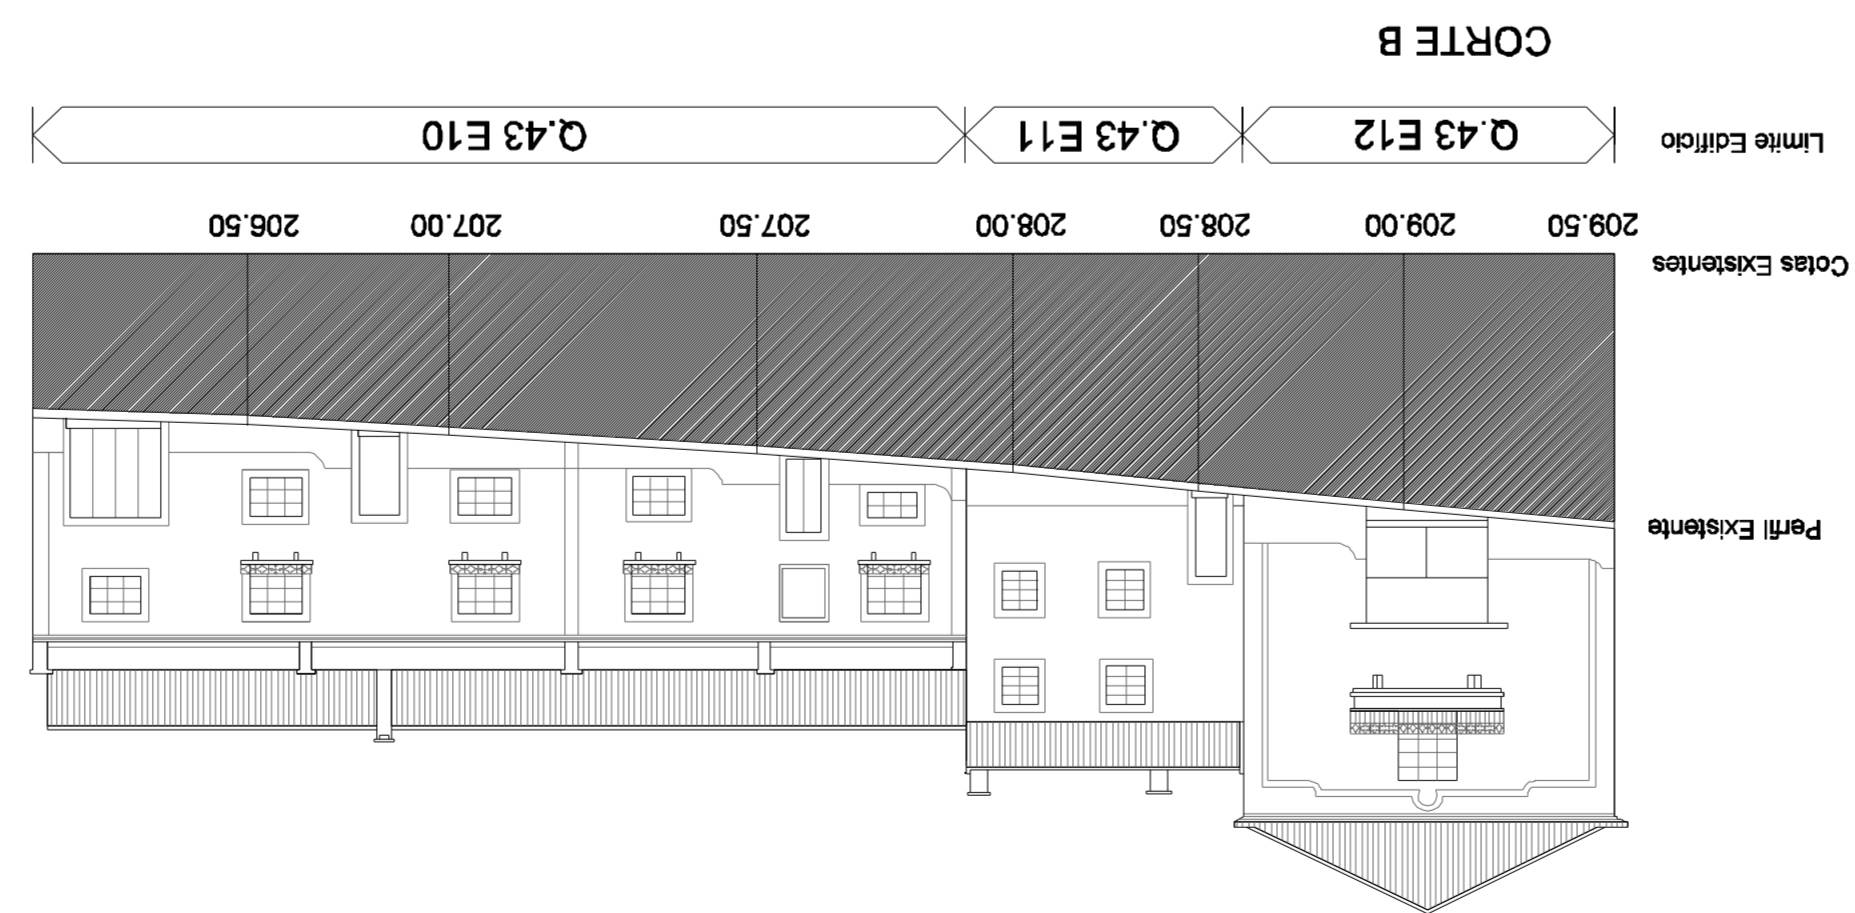 Perfil Existente
Cotas Existentes
209.50 209.00 208.50 208.00 207.50 207.00 206.50
Limite Edifício Q.43 E12 Q.43 E11 Q.43 E10
CORTE B